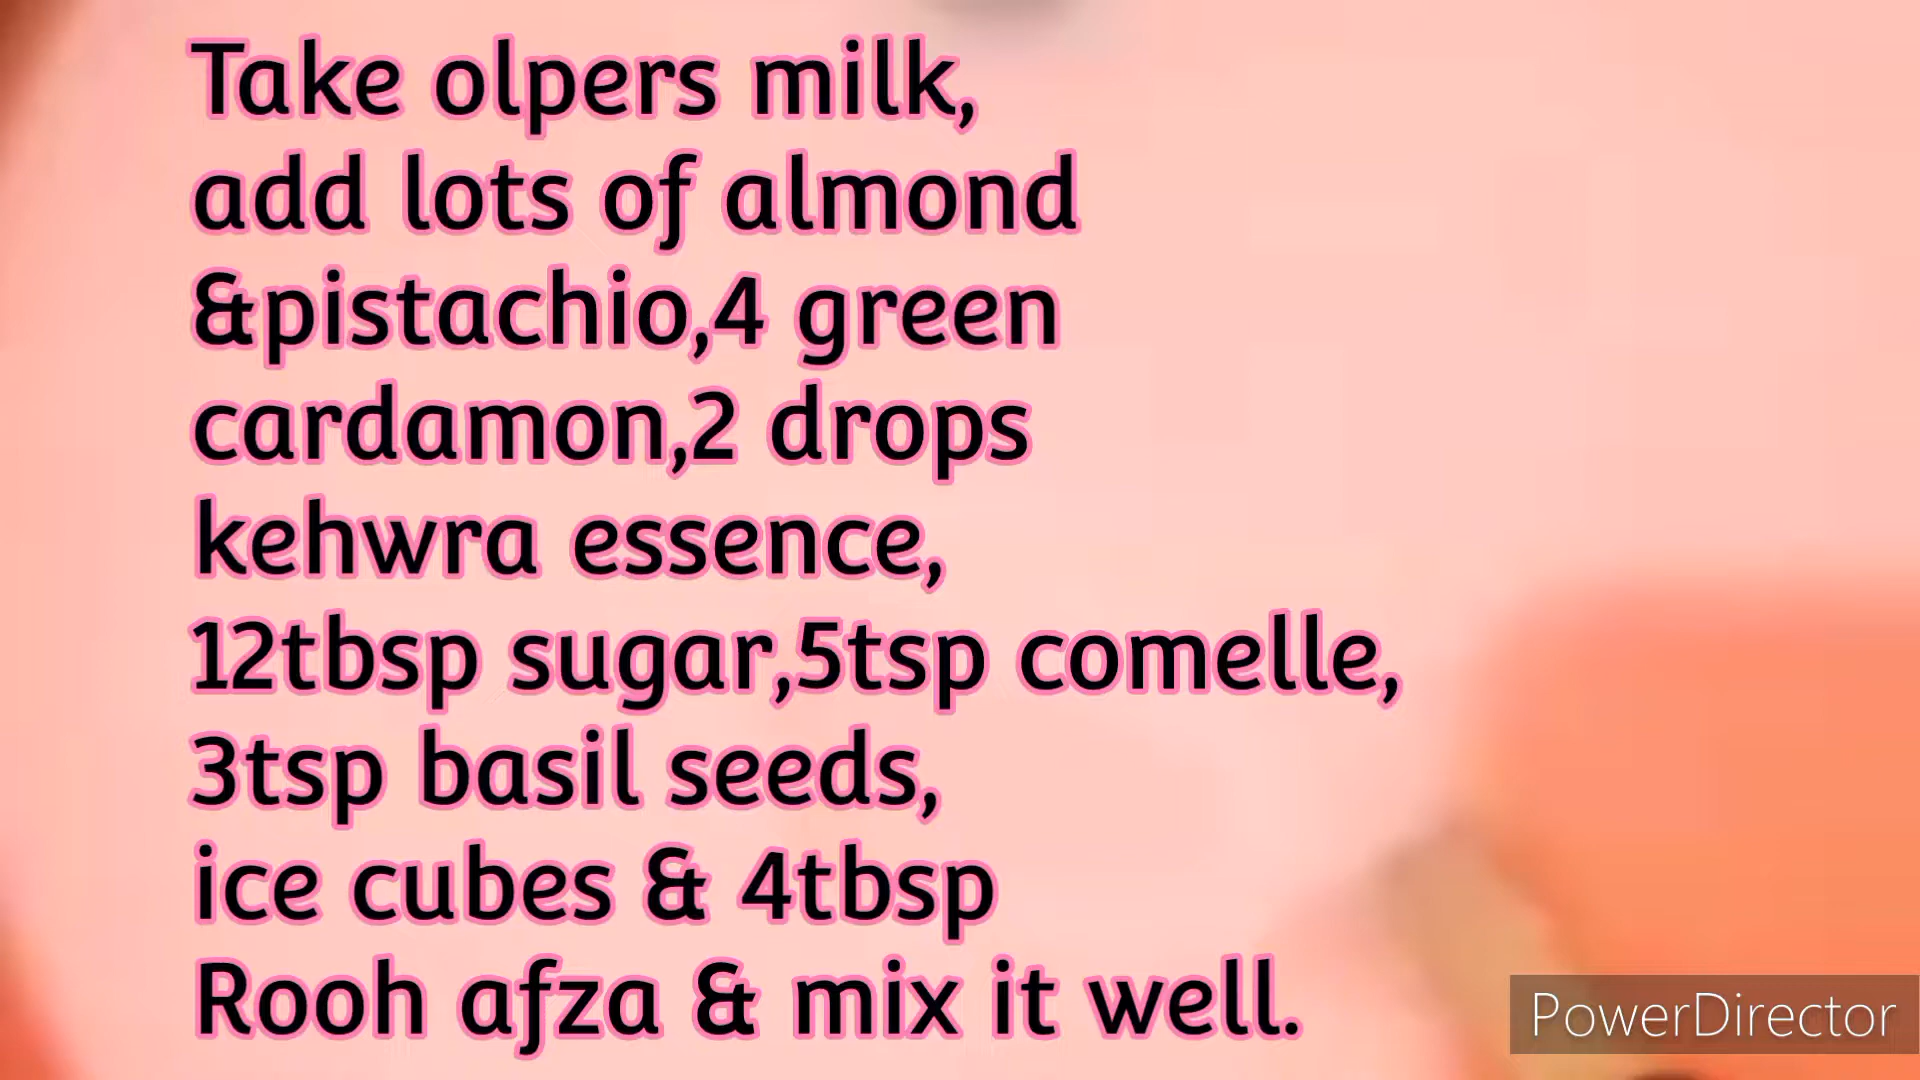 Take olpers milk,
add lots of almond
&pistachio,4 green
cardamon,2 drops
kehwra essence,
12tbsp sugar,5tsp comelle,
3tsp basil seeds,
ice cubes & 4tbsp
Rooh afza & mix it well.
PowerDirector